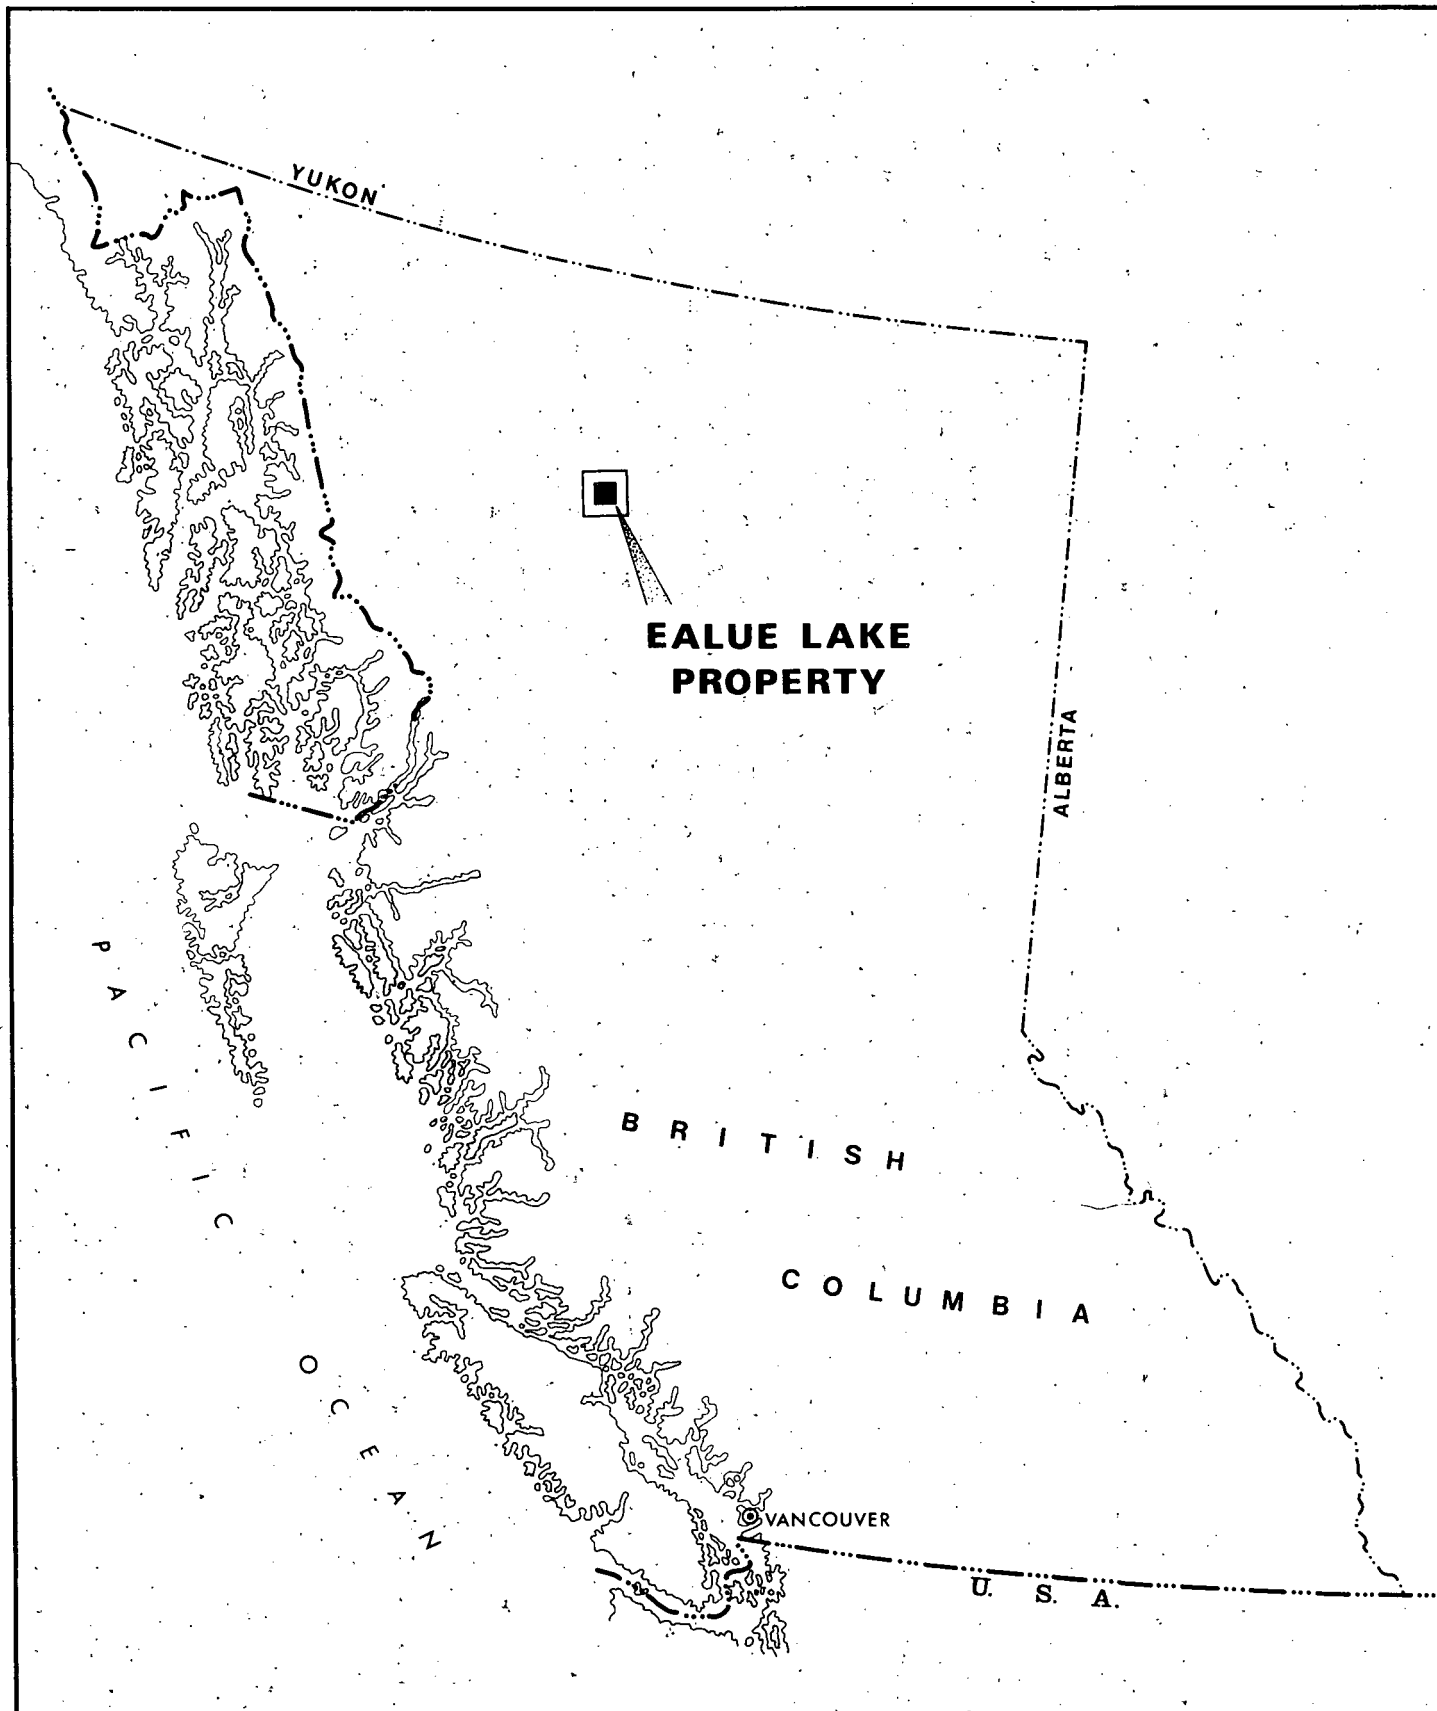 YUKON
EALUE LAKE
PROPERTY
ALBERTA
PACIFIC
OCEAN
BRITISH
COLUMBIA
VANCOUVER
U. S. A.